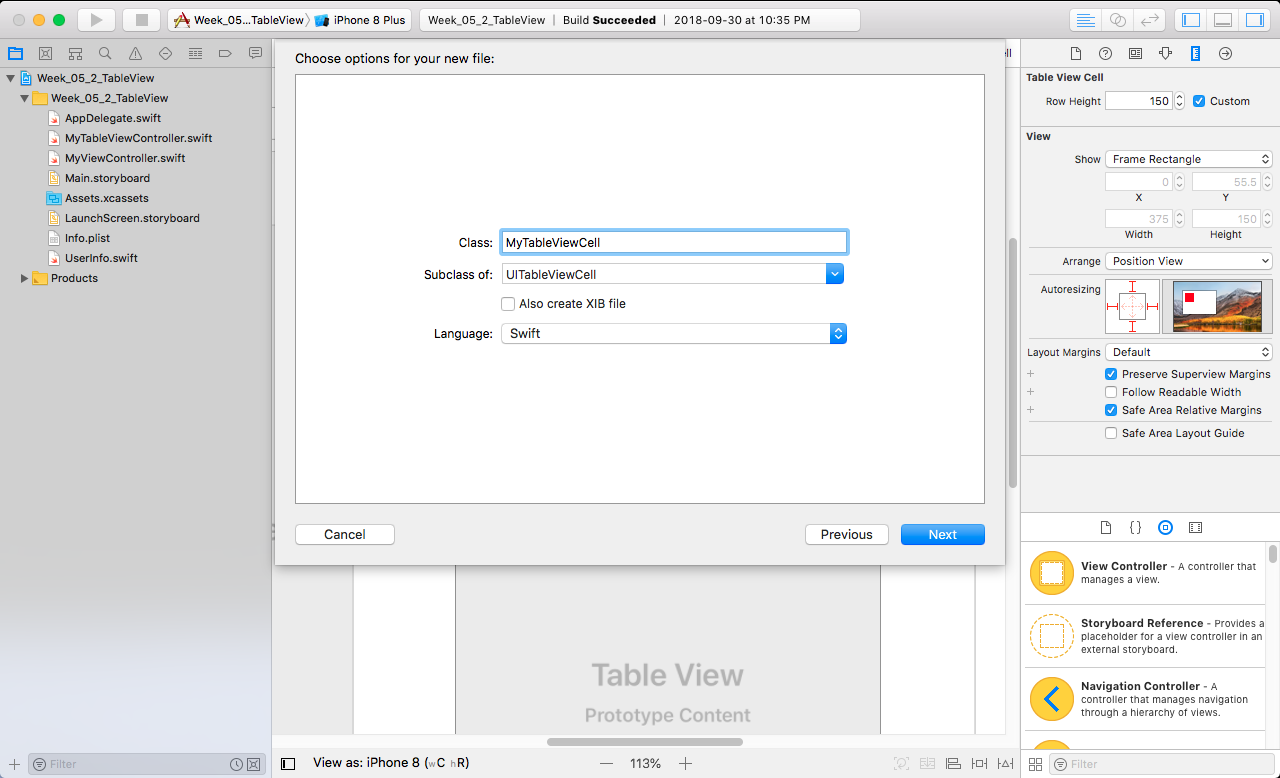 Week_05...TableView
iPhone 8 Plus
Week_05_2_TableView | Build Succeeded | 2018-09-30 at 10:35 PM
Week_05_2_TableView
Week_05_2_TableView
AppDelegate.swift
MyTableViewController.swift
MyViewController.swift
Main.storyboard
Assets.xcassets
LaunchScreen.storyboard
Info.plist
UserInfo.swift
Products
Filter
Choose options for your new file:
Class: MyTableViewCell
Subclass of: UITableViewCell
Also create XIB file
Language: Swift
Cancel
Previous
Next
Table View
Prototype Content
View as: iPhone 8 (wC hR)
113%
Table View Cell
Row Height 150 Custom
View
Show Frame Rectangle
0 55.5
X Y
375 150
Width Height
Arrange Position View
Autoresizing
Layout Margins Default
Preserve Superview Margins
Follow Readable Width
Safe Area Relative Margins
Safe Area Layout Guide
{}
View Controller - A controller that
manages a view.
Storyboard Reference - Provides a
placeholder for a view controller in an
external storyboard.
Navigation Controller - A
controller that manages navigation
through a hierarchy of views.
Filter